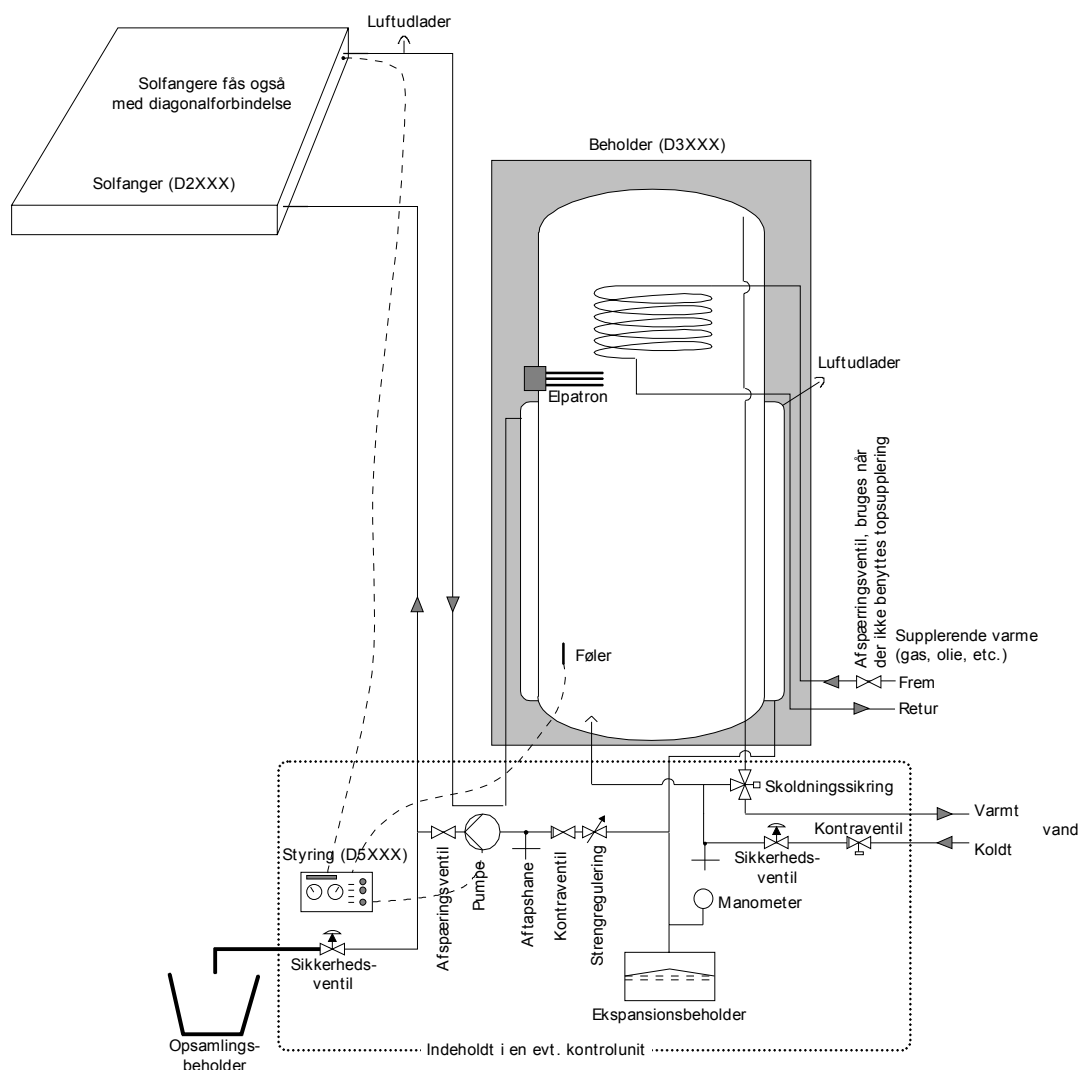 Luftudlader
Solfangere fås også
med diagonalforbindelse
Solfanger (D2XXX)
Beholder (D3XXX)
Luftudlader
Elpatron
Afspærringsventil, bruges når
der ikke benyttes topsupplering
Føler
Supplerende varme
(gas, olie, etc.)
Frem
Retur
Skoldningssikring
Varmt
vand
Koldt
Kontraventil
Sikkerheds-
ventil
Styring (D5XXX)
Afspæringsventil
Pumpe
Aftapshane
Kontraventil
Strengregulering
Manometer
Sikkerheds-
ventil
Ekspansionsbeholder
Opsamlings-
beholder
Indeholdt i en evt. kontrolunit